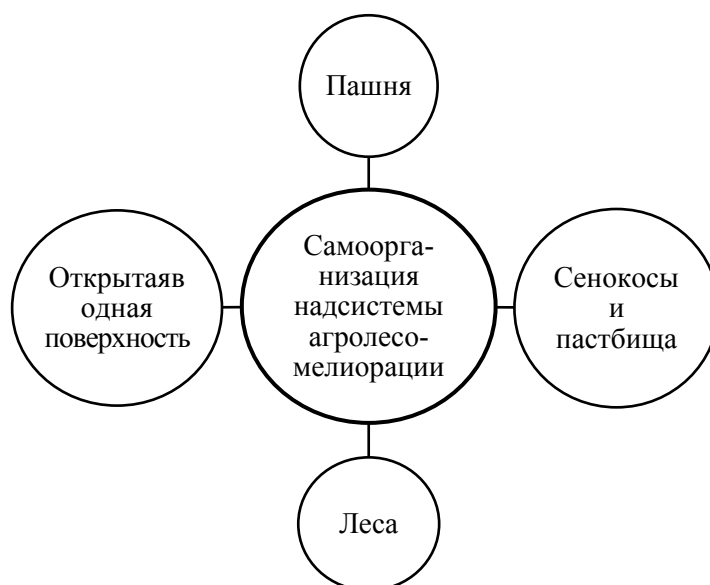 Пашня
Открытаяв
одная
поверхность
Самоорга-
низация
надсистемы
агролесо-
мелиорации
Сенокосы
и
пастбища
Леса